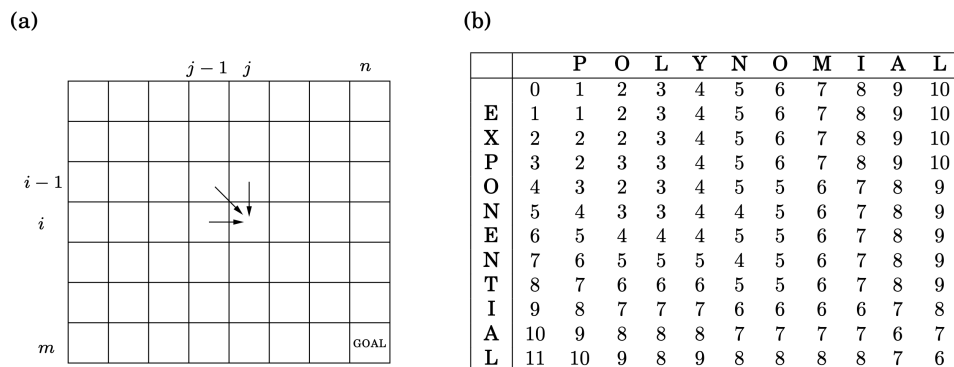 (a)
j − 1 j n
i − 1
i
m
GOAL
(b)
P O L Y N O M I A L
0 1 2 3 4 5 6 7 8 9 10
E 1 1 2 3 4 5 6 7 8 9 10
X 2 2 2 3 4 5 6 7 8 9 10
P 3 2 3 3 4 5 6 7 8 9 10
O 4 3 2 3 4 5 5 6 7 8 9
N 5 4 3 3 4 4 5 6 7 8 9
E 6 5 4 4 4 5 5 6 7 8 9
N 7 6 5 5 5 4 5 6 7 8 9
T 8 7 6 6 6 5 5 6 7 8 9
I 9 8 7 7 7 6 6 6 6 7 8
A 10 9 8 8 8 7 7 7 7 6 7
L 11 10 9 8 9 8 8 8 8 7 6